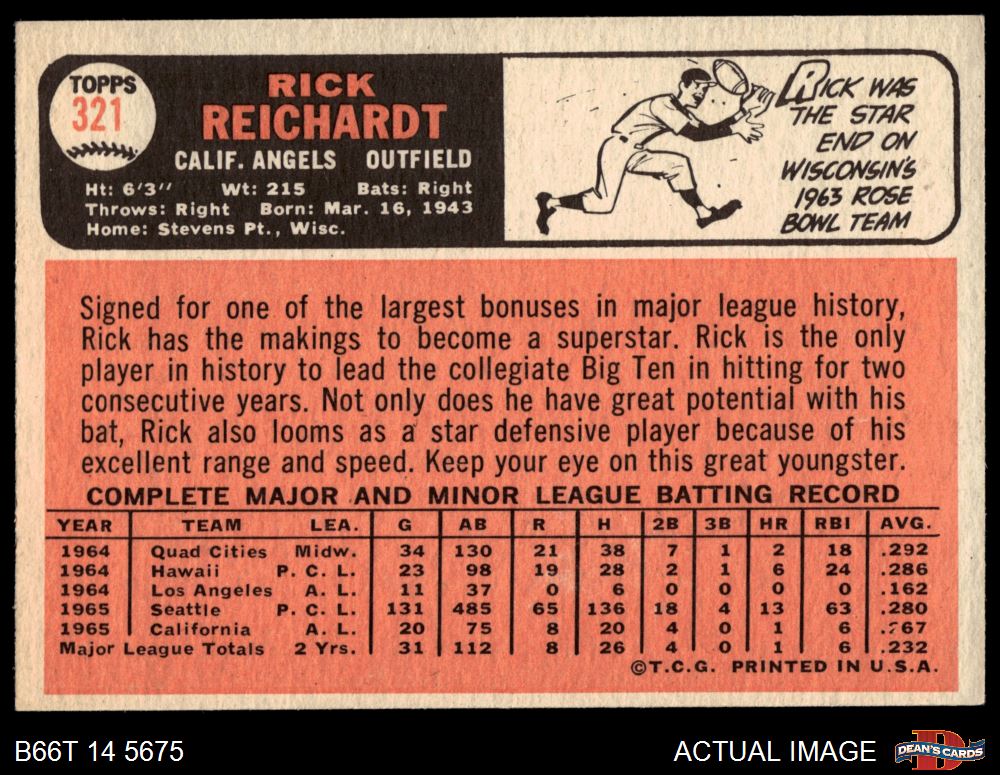 TOPPS
321
RICK
REICHARDT
CALIF. ANGELS OUTFIELD
Ht: 6'3" Wt: 215 Bats: Right
Throws: Right Born: Mar. 16, 1943
Home: Stevens Pt., Wisc.
RICK WAS
THE STAR
END ON
WISCONSIN'S
1963 ROSE
BOWL TEAM
Signed for one of the largest bonuses in major league history,
Rick has the makings to become a superstar. Rick is the only
player in history to lead the collegiate Big Ten in hitting for two
consecutive years. Not only does he have great potential with his
bat, Rick also looms as a star defensive player because of his
excellent range and speed. Keep your eye on this great youngster.
COMPLETE MAJOR AND MINOR LEAGUE BATTING RECORD
YEAR TEAM LEA. G AB R H 2B 3B HR RBI AVG.
1964 Quad Cities Midw. 34 130 21 38 7 1 2 18 .292
1964 Hawaii P. C. L. 23 98 19 28 2 1 6 24 .286
1964 Los Angeles A. L. 11 37 0 6 0 0 0 0 .162
1965 Seattle P. C. L. 131 485 65 136 18 4 13 63 .280
1965 California A. L. 20 75 8 20 4 0 1 6 .267
Major League Totals 2 Yrs. 31 112 8 26 4 0 1 6 .232
©T.C.G. PRINTED IN U.S.A.
B66T 14 5675 ACTUAL IMAGE DEAN'S CARDS